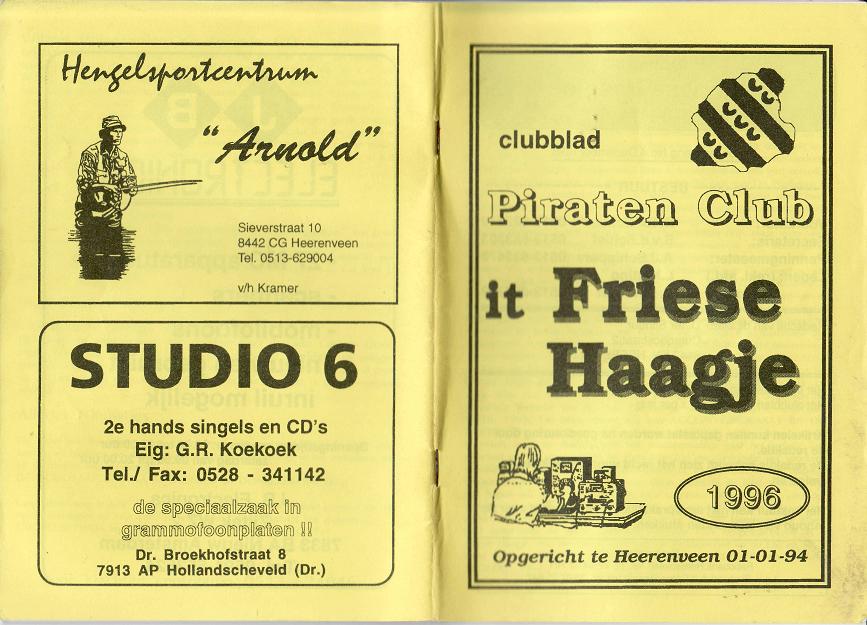 Hengelsportcentrum
"Arnold"
Sieverstraat 10
8442 CG Heerenveen
Tel. 0513-629004
v/h Kramer
STUDIO 6
2e hands singels en CD's
Eig: G.R. Koekoek
Tel./ Fax: 0528 - 341142
de speciaalzaak in
grammofoonplaten !!
Dr. Broekhofstraat 8
7913 AP Hollandscheveld (Dr.)
clubblad
Piraten Club
it Friese
Haagje
1996
Opgericht te Heerenveen 01-01-94